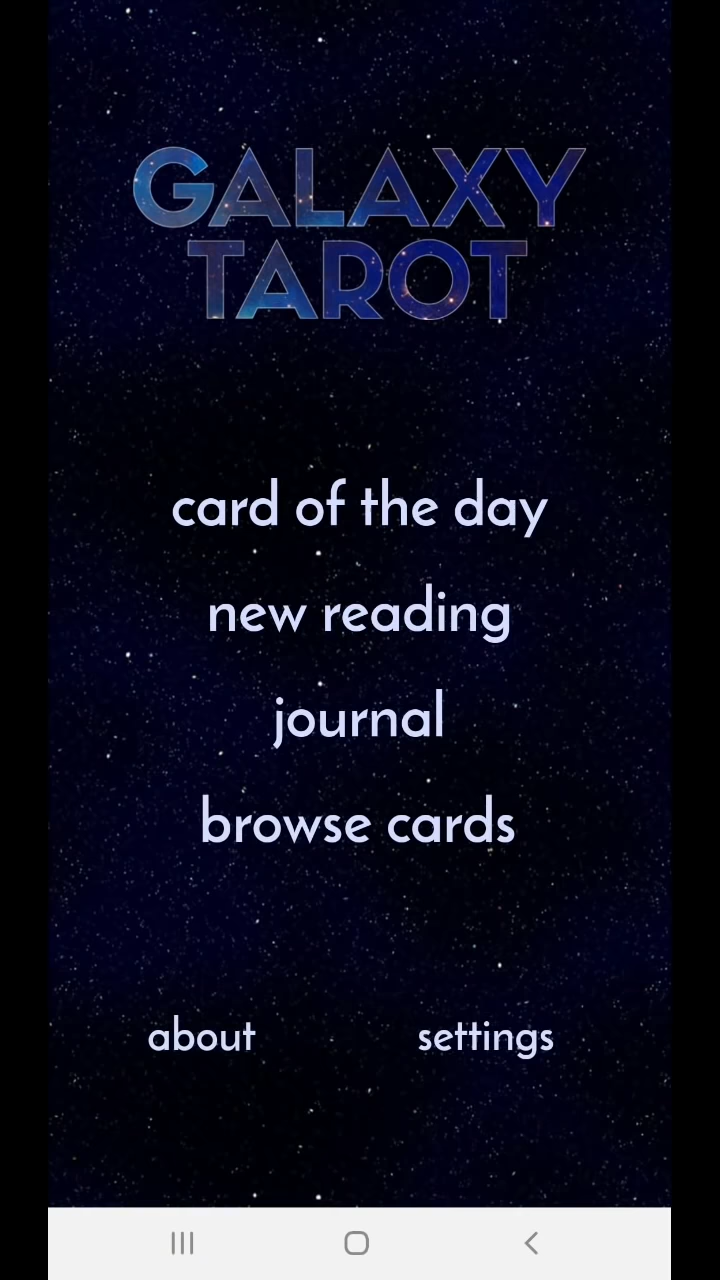 GALAXY
TAROT
card of the day
new reading
journal
browse cards
about settings